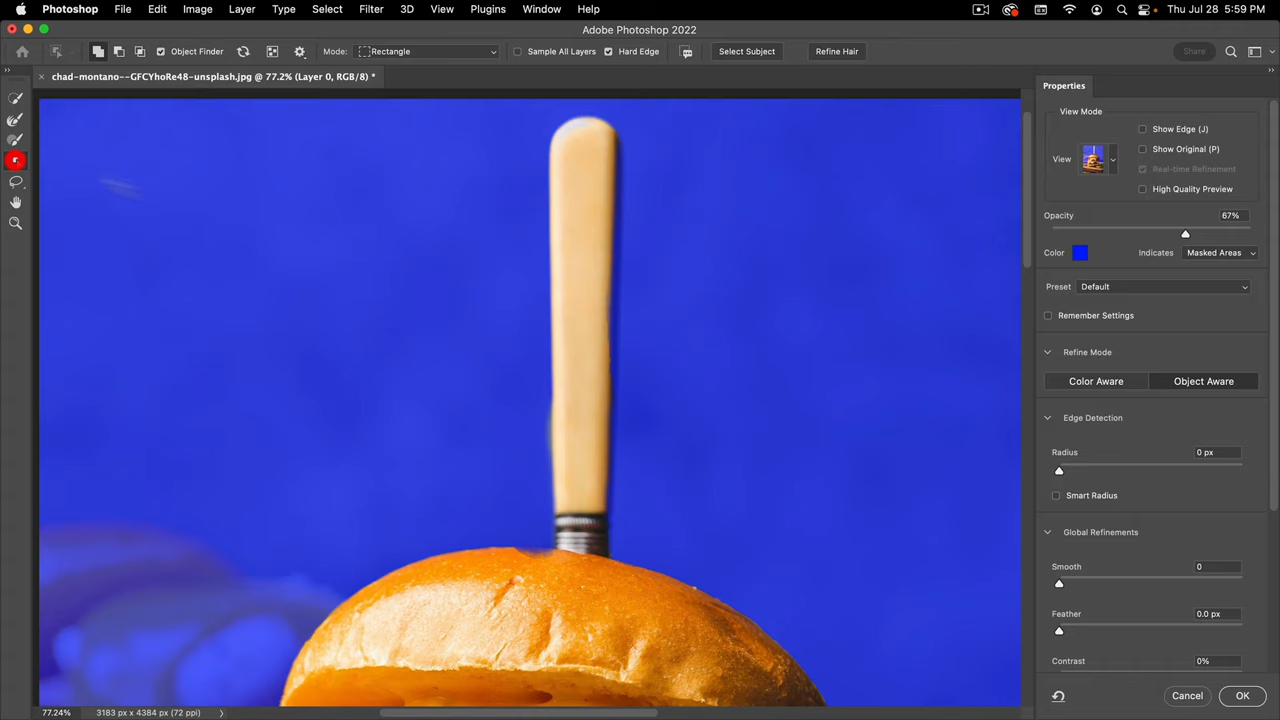 Photoshop File Edit Image Layer Type Select Filter 3D View Plugins Window Help Thu Jul 28 5:59 PM
Adobe Photoshop 2022
Object Finder Mode: Rectangle Sample All Layers Hard Edge Select Subject Refine Hair Share
chad-montano--GFCYhoRe48-unsplash.jpg @ 77.2% (Layer 0, RGB/8) *
Properties
View Mode
Show Edge (J)
View Show Original (P)
Real-time Refinement
High Quality Preview
Opacity 67%
Color Indicates Masked Areas
Preset Default
Remember Settings
Refine Mode
Color Aware Object Aware
Edge Detection
Radius 0 px
Smart Radius
Global Refinements
Smooth 0
Feather 0.0 px
Contrast 0%
Cancel OK
77.24% 3183 px x 4384 px (72 ppi)